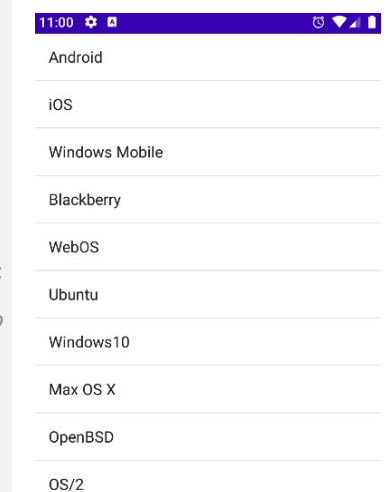 11:00
Android
iOS
Windows Mobile
Blackberry
WebOS
Ubuntu
Windows10
Max OS X
OpenBSD
OS/2